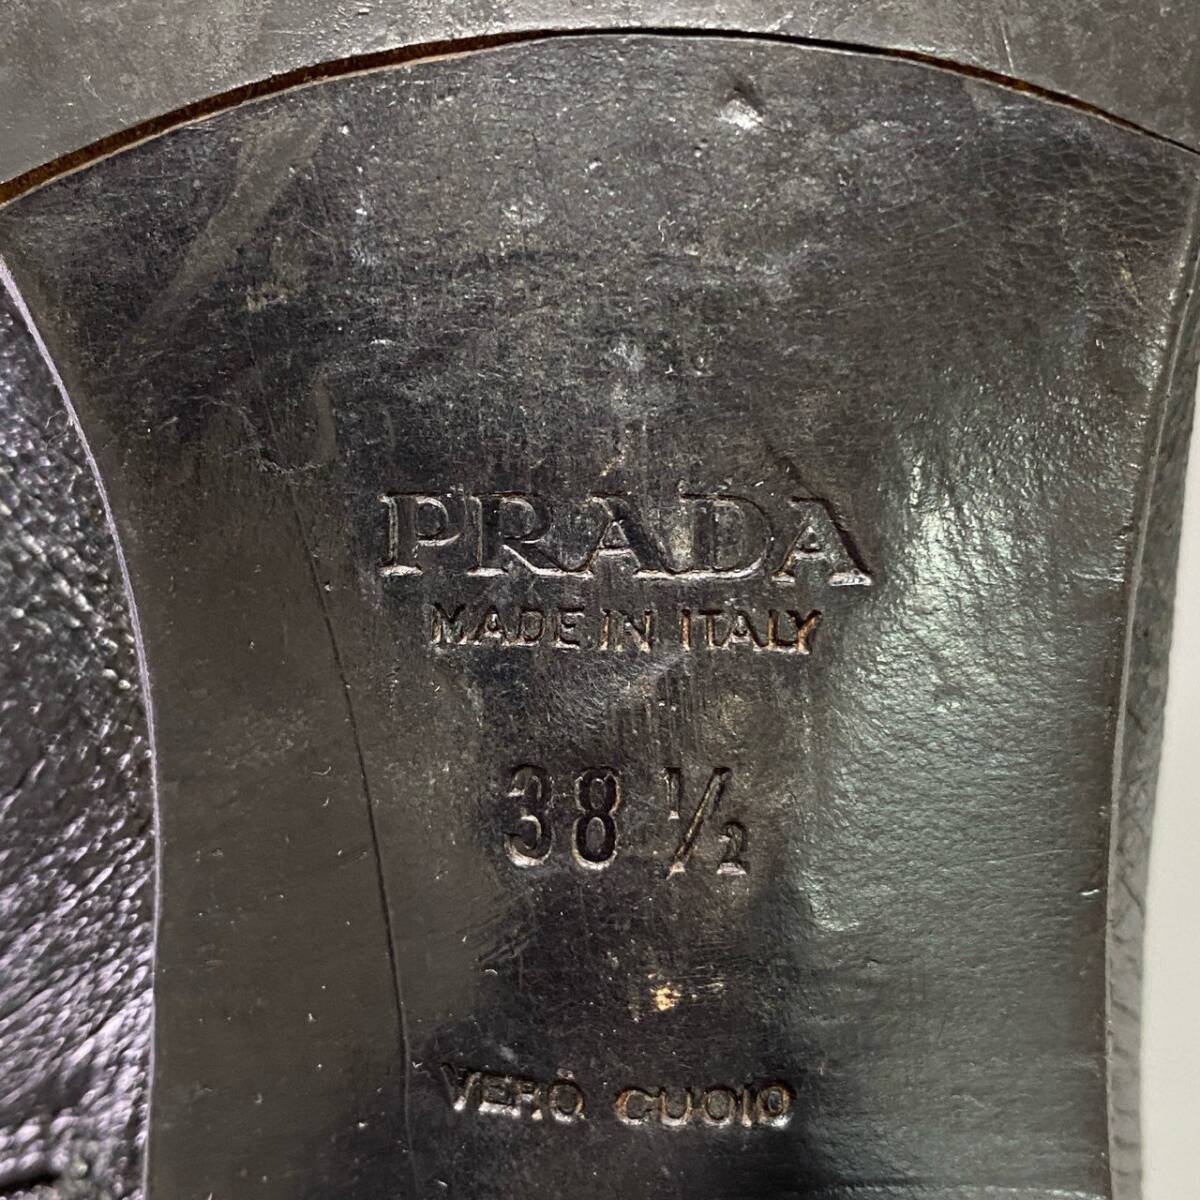 PRADA
MADE IN ITALY
38 ½
VERO CUOIO